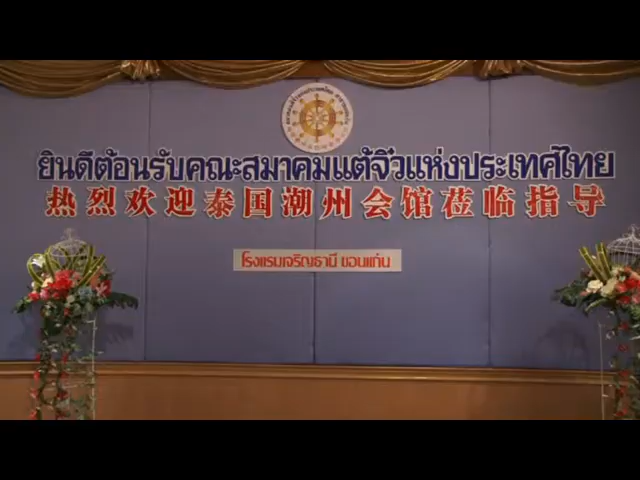 ยินดีต้อนรับคณะสมาคมแต้จิ๋วแห่งประเทศไทย
热烈欢迎泰国潮州会馆莅临指导
โรงแรมเจริญธานี ขอนแก่น